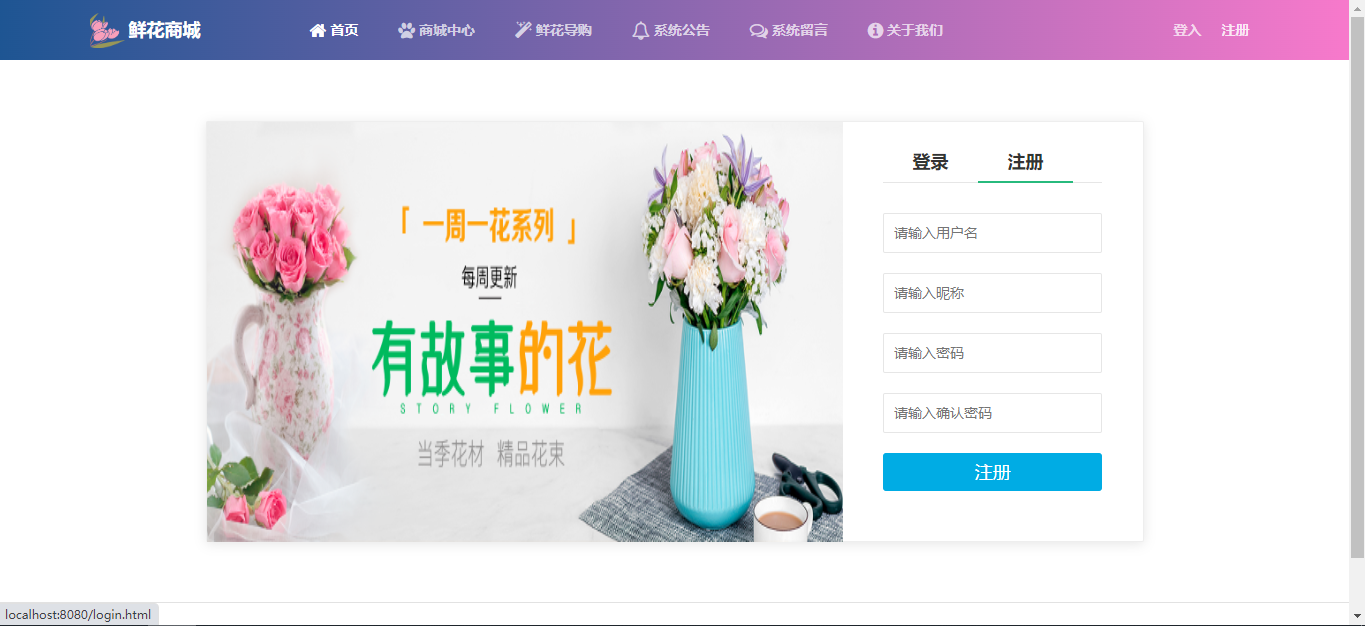 鲜花商城
首页
商城中心
鲜花导购
系统公告
系统留言
关于我们
登入
注册
「 一周一花系列 」
每周更新
有故事的花
STORY FLOWER
当季花材 精品花束
登录
注册
请输入用户名
请输入昵称
请输入密码
请输入确认密码
注册
localhost:8080/login.html